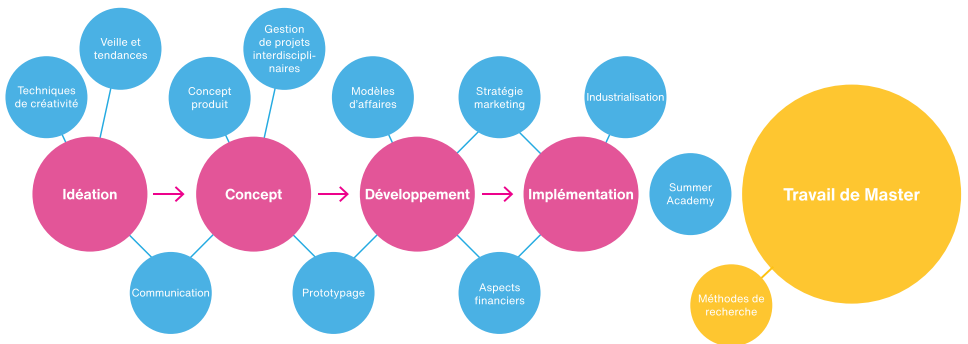 Veille et
tendances
Gestion
de projets
interdiscipli-
naires
Techniques
de créativité
Concept
produit
Modèles
d'affaires
Stratégie
marketing
Industrialisation
Idéation
Concept
Développement
Implémentation
Summer
Academy
Travail de Master
Communication
Prototypage
Aspects
financiers
Méthodes de
recherche